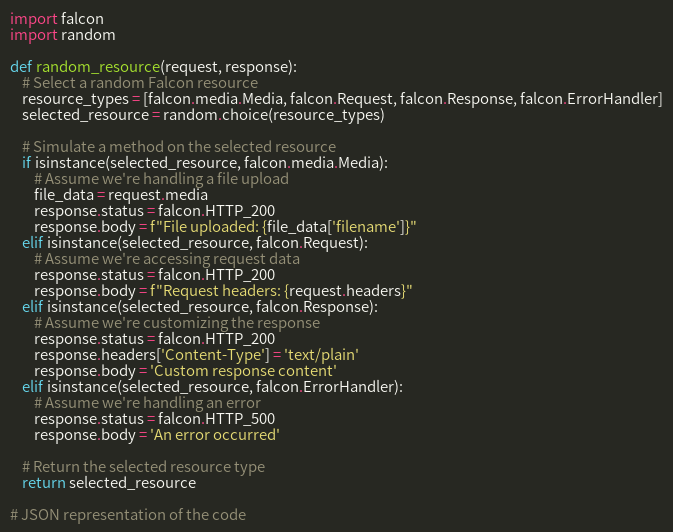 import falcon
import random

def random_resource(request, response):
    # Select a random Falcon resource
    resource_types = [falcon.media.Media, falcon.Request, falcon.Response, falcon.ErrorHandler]
    selected_resource = random.choice(resource_types)

    # Simulate a method on the selected resource
    if isinstance(selected_resource, falcon.media.Media):
        # Assume we're handling a file upload
        file_data = request.media
        response.status = falcon.HTTP_200
        response.body = f"File uploaded: {file_data['filename']}"
    elif isinstance(selected_resource, falcon.Request):
        # Assume we're accessing request data
        response.status = falcon.HTTP_200
        response.body = f"Request headers: {request.headers}"
    elif isinstance(selected_resource, falcon.Response):
        # Assume we're customizing the response
        response.status = falcon.HTTP_200
        response.headers['Content-Type'] = 'text/plain'
        response.body = 'Custom response content'
    elif isinstance(selected_resource, falcon.ErrorHandler):
        # Assume we're handling an error
        response.status = falcon.HTTP_500
        response.body = 'An error occurred'

    # Return the selected resource type
    return selected_resource

# JSON representation of the code